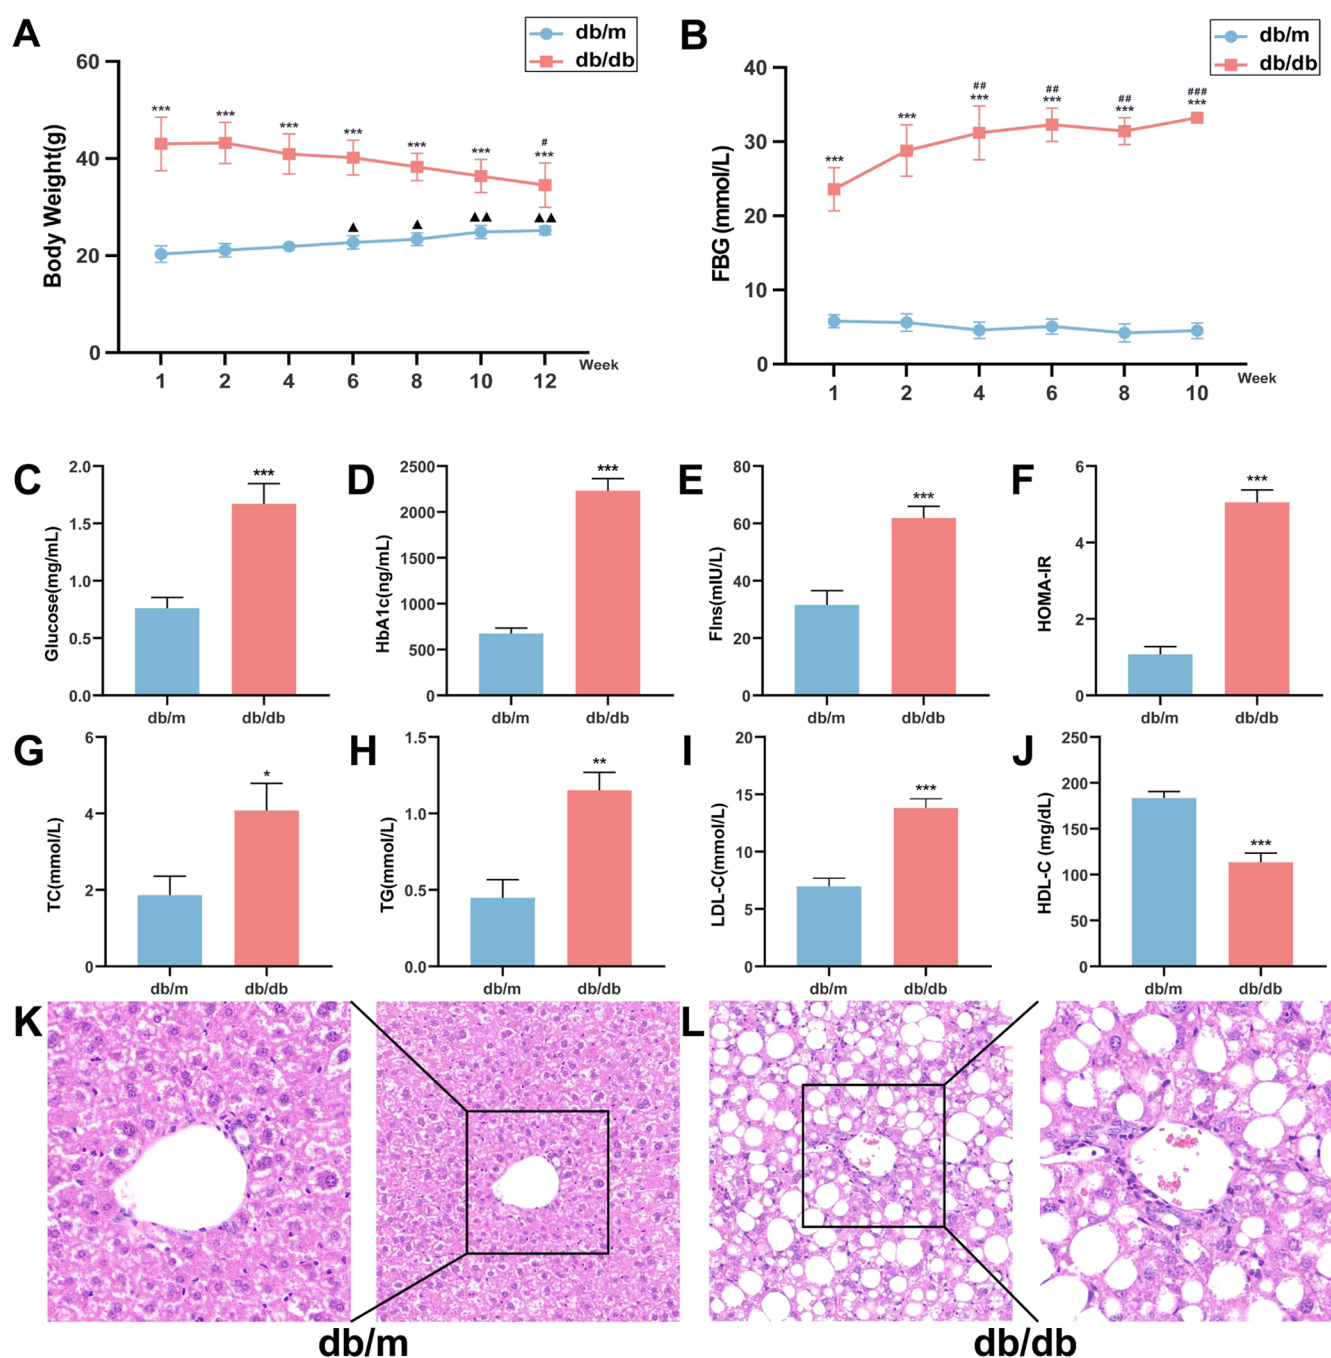 A
db/m
db/db
Body Weight(g)
60
40
20
0
*** *** *** *** *** *** # ***
▲ ▲ ▲▲ ▲▲
1 2 4 6 8 10 12 Week
B
db/m
db/db
FBG (mmol/L)
40
30
20
10
0
*** *** ## *** ## *** ## *** ### ***
1 2 4 6 8 10 Week
C
Glucose(mg/mL)
2.0
1.5
1.0
0.5
0.0
***
db/m db/db
D
HbA1c(ng/mL)
2500
2000
1500
1000
500
0
***
db/m db/db
E
FIns(mIU/L)
80
60
40
20
0
***
db/m db/db
F
HOMA-IR
6
4
2
0
***
db/m db/db
G
TC(mmol/L)
6
4
2
0
*
db/m db/db
H
TG(mmol/L)
1.5
1.0
0.5
0.0
**
db/m db/db
I
LDL-C(mmol/L)
20
15
10
5
0
***
db/m db/db
J
HDL-C (mg/dL)
250
200
150
100
50
0
***
db/m db/db
K
db/m
L
db/db